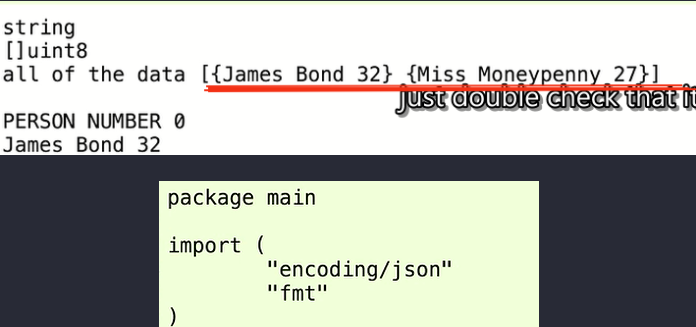 string
[]uint8
all of the data [{James Bond 32} {Miss Moneypenny 27}]
just double check that it
PERSON NUMBER 0
James Bond 32
package main
import (
"encoding/json"
"fmt"
)